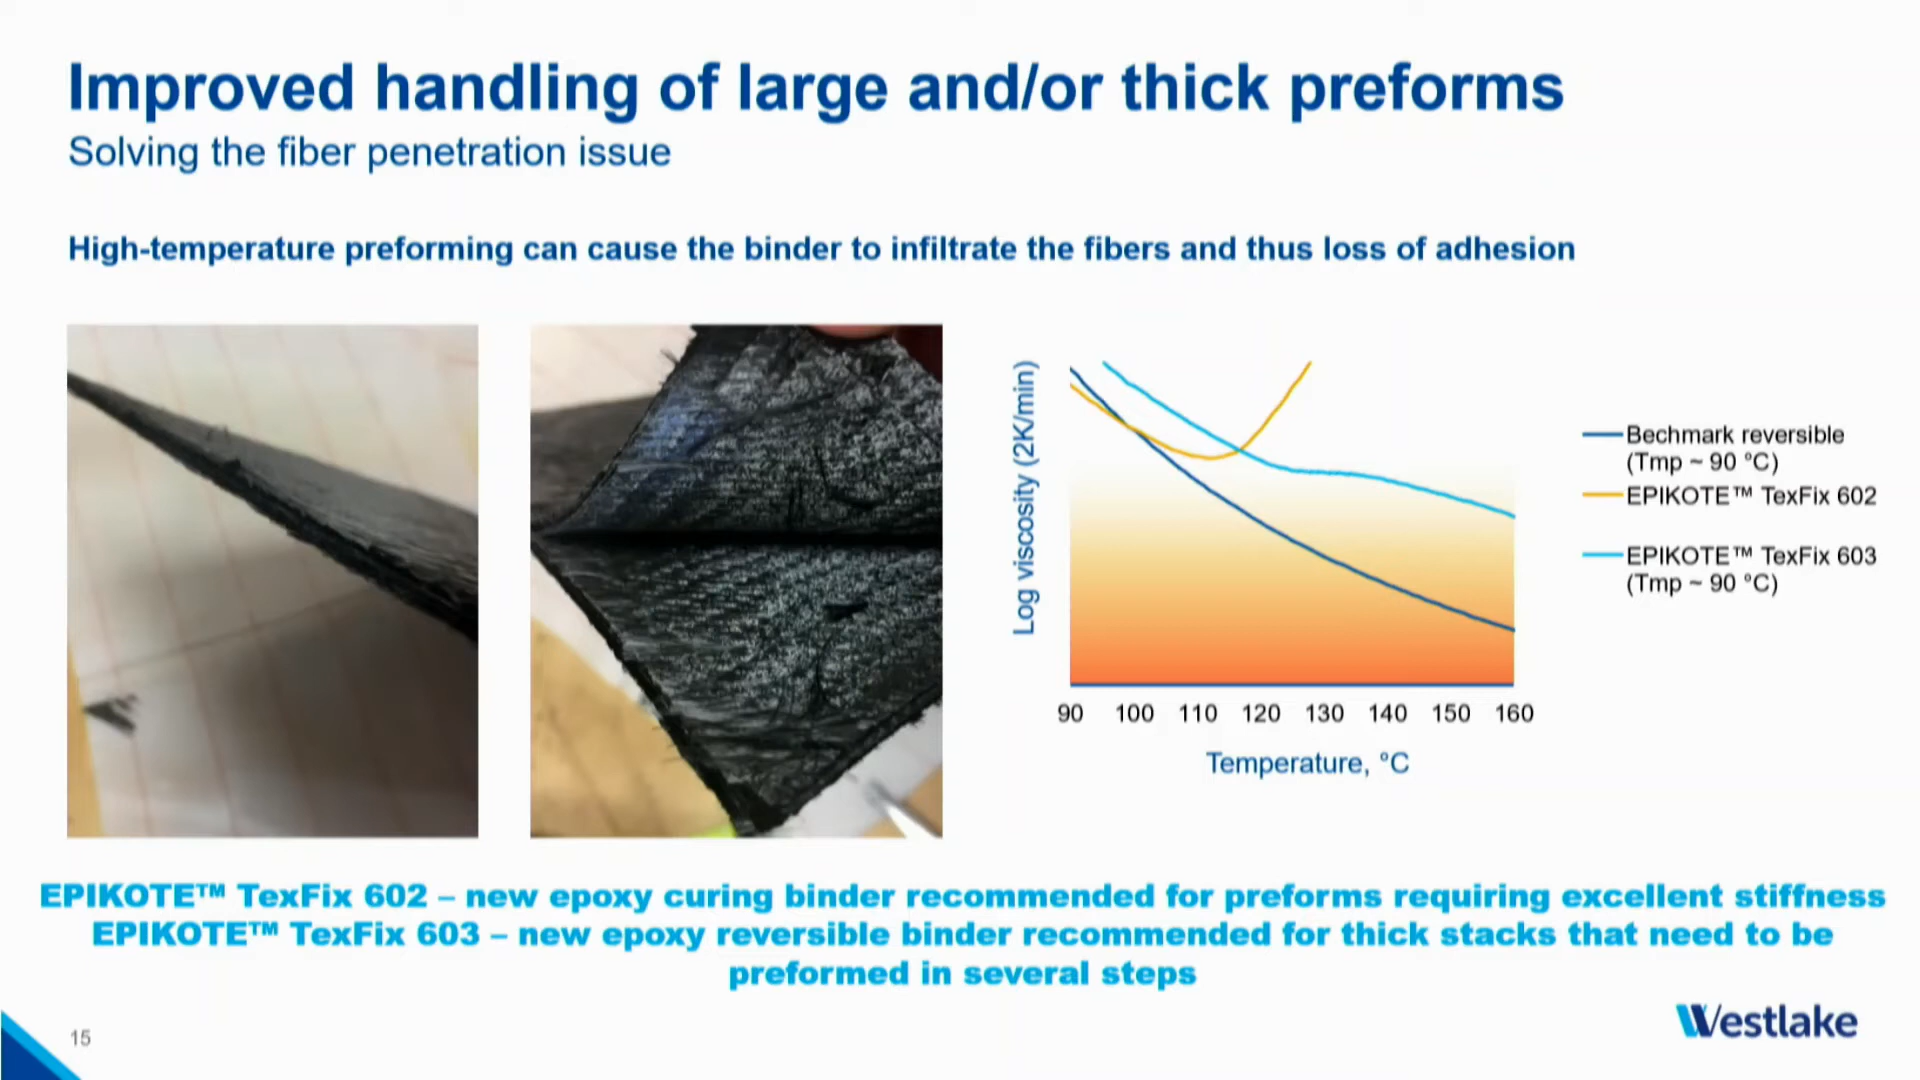 Improved handling of large and/or thick preforms
Solving the fiber penetration issue
High-temperature preforming can cause the binder to infiltrate the fibers and thus loss of adhesion
Log viscosity (2K/min)
90 100 110 120 130 140 150 160
Temperature, °C
Bechmark reversible
(Tmp ~ 90 °C)
EPIKOTE™ TexFix 602
EPIKOTE™ TexFix 603
(Tmp ~ 90 °C)
EPIKOTE™ TexFix 602 – new epoxy curing binder recommended for preforms requiring excellent stiffness
EPIKOTE™ TexFix 603 – new epoxy reversible binder recommended for thick stacks that need to be
preformed in several steps
15
Westlake